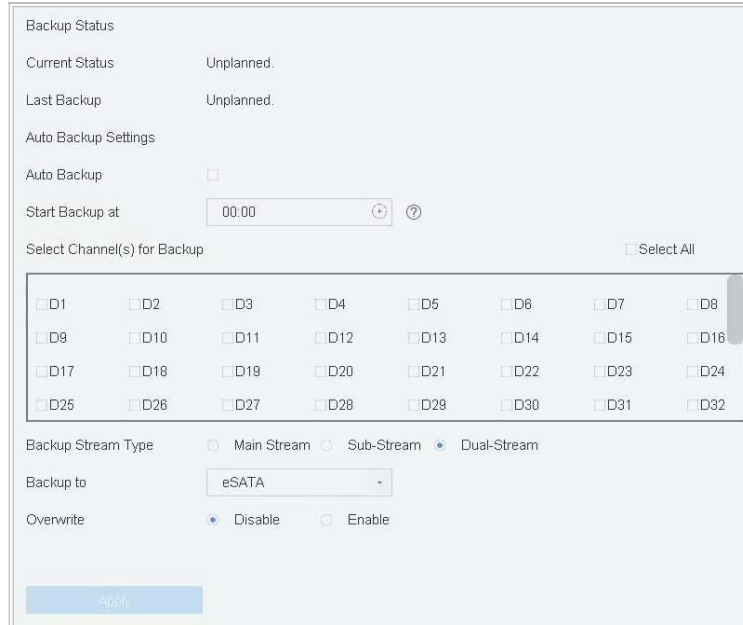 Backup Status
Current Status Unplanned.
Last Backup Unplanned.
Auto Backup Settings
Auto Backup
Start Backup at 00:00
Select Channel(s) for Backup Select All
D1 D2 D3 D4 D5 D6 D7 D8
D9 D10 D11 D12 D13 D14 D15 D16
D17 D18 D19 D20 D21 D22 D23 D24
D25 D26 D27 D28 D29 D30 D31 D32
Backup Stream Type Main Stream Sub-Stream Dual-Stream
Backup to eSATA
Overwrite Disable Enable
Apply